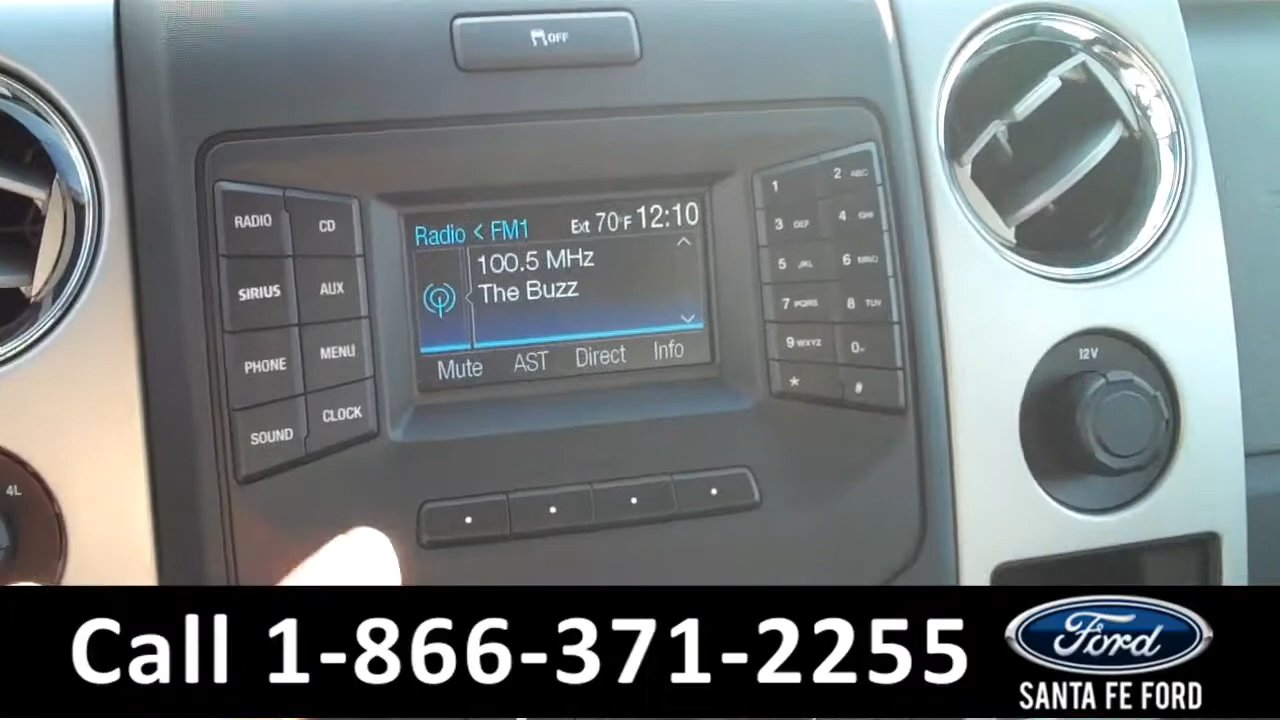 OFF
RADIO
CD
SIRIUS
AUX
PHONE
MENU
SOUND
CLOCK
Radio < FM1 Ext 70°F 12:10
100.5 MHz
The Buzz
Mute AST Direct Info
1
2 ABC
3 DEF
4 GHI
5 JKL
6 MNO
7 PQRS
8 TUV
9 WXYZ
0
*
#
12V
4L
Call 1-866-371-2255
Ford
SANTA FE FORD